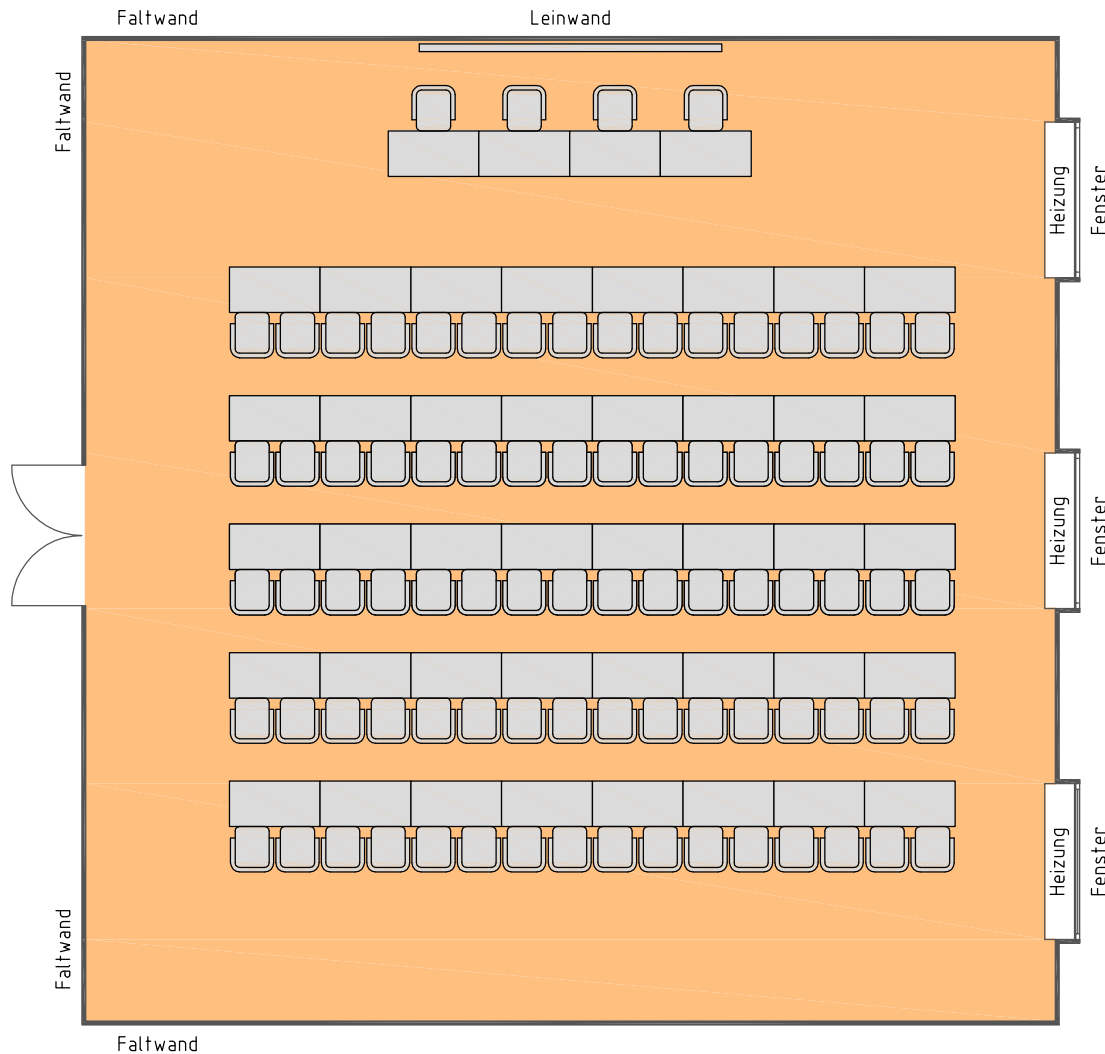 Faltwand
Leinwand
Faltwand
Heizung
Fenster
Heizung
Fenster
Heizung
Fenster
Faltwand
Faltwand